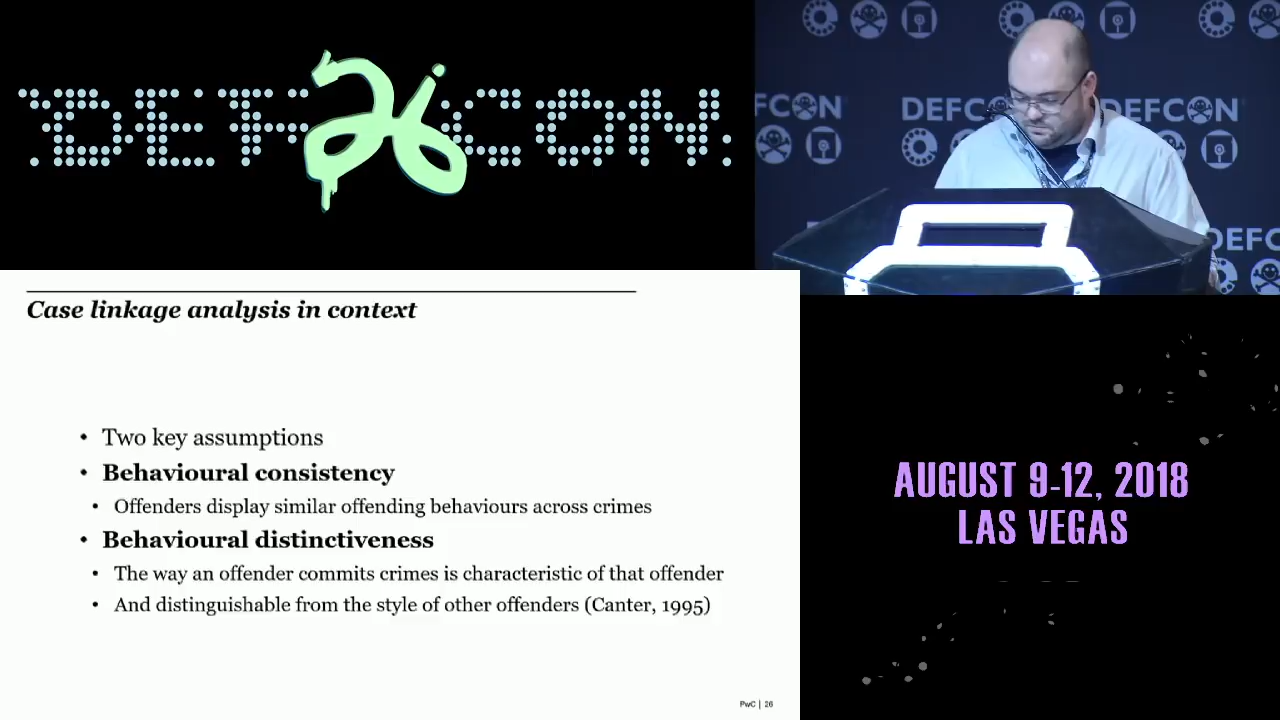 DEF 26 CON
DEFCON
DEFCON
DEFCON
DEFCON
Case linkage analysis in context
• Two key assumptions
• Behavioural consistency
• Offenders display similar offending behaviours across crimes
• Behavioural distinctiveness
• The way an offender commits crimes is characteristic of that offender
• And distinguishable from the style of other offenders (Canter, 1995)
PwC | 26
AUGUST 9-12, 2018
LAS VEGAS